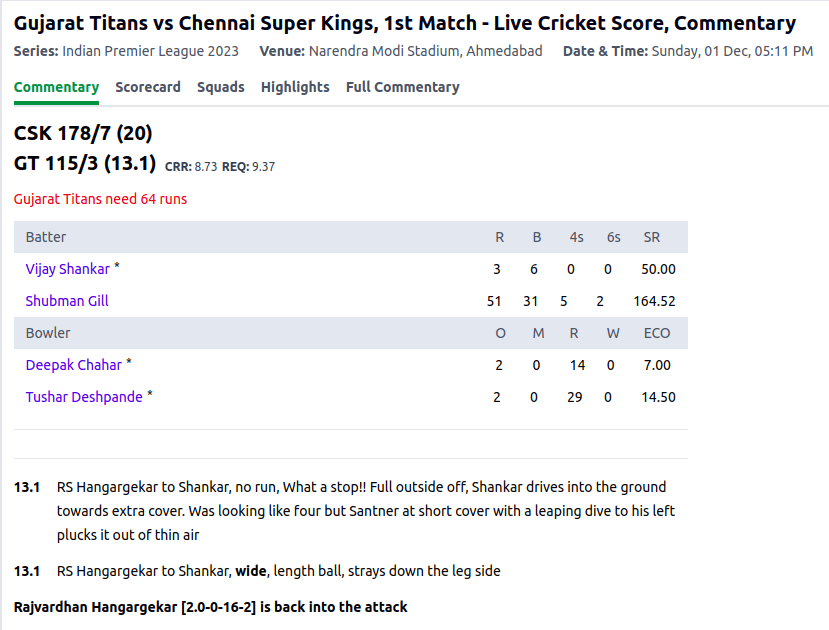 Gujarat Titans vs Chennai Super Kings, 1st Match - Live Cricket Score, Commentary
Series: Indian Premier League 2023 Venue: Narendra Modi Stadium, Ahmedabad Date & Time: Sunday, 01 Dec, 05:11 PM
Commentary Scorecard Squads Highlights Full Commentary
CSK 178/7 (20)
GT 115/3 (13.1) CRR: 8.73 REQ: 9.37
Gujarat Titans need 64 runs
Batter R B 4s 6s SR
Vijay Shankar * 3 6 0 0 50.00
Shubman Gill 51 31 5 2 164.52
Bowler O M R W ECO
Deepak Chahar * 2 0 14 0 7.00
Tushar Deshpande * 2 0 29 0 14.50
13.1 RS Hangargekar to Shankar, no run, What a stop!! Full outside off, Shankar drives into the ground
towards extra cover. Was looking like four but Santner at short cover with a leaping dive to his left
plucks it out of thin air
13.1 RS Hangargekar to Shankar, wide, length ball, strays down the leg side
Rajvardhan Hangargekar [2.0-0-16-2] is back into the attack